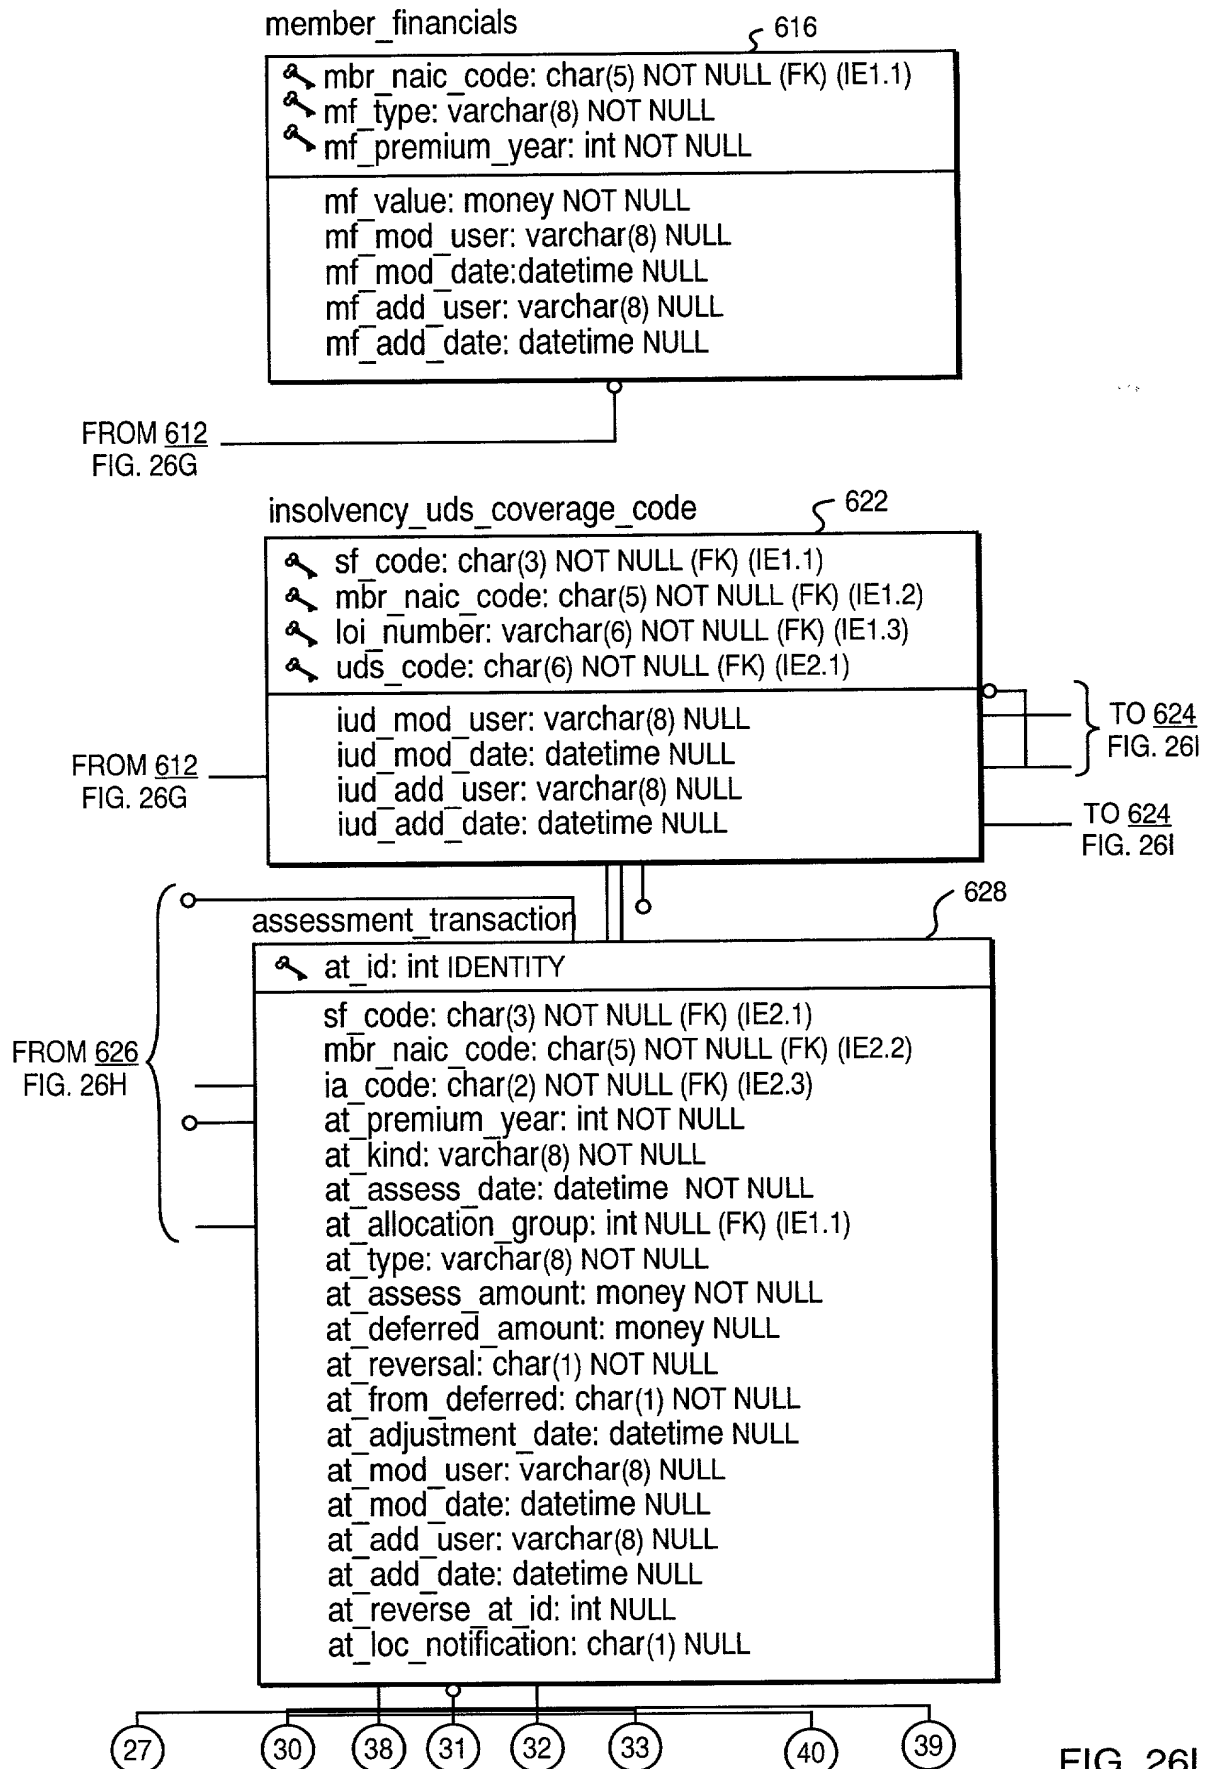 member_financials
616
mbr_naic_code: char(5) NOT NULL (FK) (IE1.1)
mf_type: varchar(8) NOT NULL
mf_premium_year: int NOT NULL
mf_value: money NOT NULL
mf_mod_user: varchar(8) NULL
mf_mod_date:datetime NULL
mf_add_user: varchar(8) NULL
mf_add_date: datetime NULL
FROM 612
FIG. 26G
insolvency_uds_coverage_code
622
sf_code: char(3) NOT NULL (FK) (IE1.1)
mbr_naic_code: char(5) NOT NULL (FK) (IE1.2)
loi_number: varchar(6) NOT NULL (FK) (IE1.3)
uds_code: char(6) NOT NULL (FK) (IE2.1)
iud_mod_user: varchar(8) NULL
iud_mod_date: datetime NULL
iud_add_user: varchar(8) NULL
iud_add_date: datetime NULL
FROM 612
FIG. 26G
TO 624
FIG. 26I
TO 624
FIG. 26I
assessment_transaction
628
at_id: int IDENTITY
sf_code: char(3) NOT NULL (FK) (IE2.1)
mbr_naic_code: char(5) NOT NULL (FK) (IE2.2)
ia_code: char(2) NOT NULL (FK) (IE2.3)
at_premium_year: int NOT NULL
at_kind: varchar(8) NOT NULL
at_assess_date: datetime NOT NULL
at_allocation_group: int NULL (FK) (IE1.1)
at_type: varchar(8) NOT NULL
at_assess_amount: money NOT NULL
at_deferred_amount: money NULL
at_reversal: char(1) NOT NULL
at_from_deferred: char(1) NOT NULL
at_adjustment_date: datetime NULL
at_mod_user: varchar(8) NULL
at_mod_date: datetime NULL
at_add_user: varchar(8) NULL
at_add_date: datetime NULL
at_reverse_at_id: int NULL
at_loc_notification: char(1) NULL
FROM 626
FIG. 26H
27
30
38
31
32
33
40
39
FIG. 26I